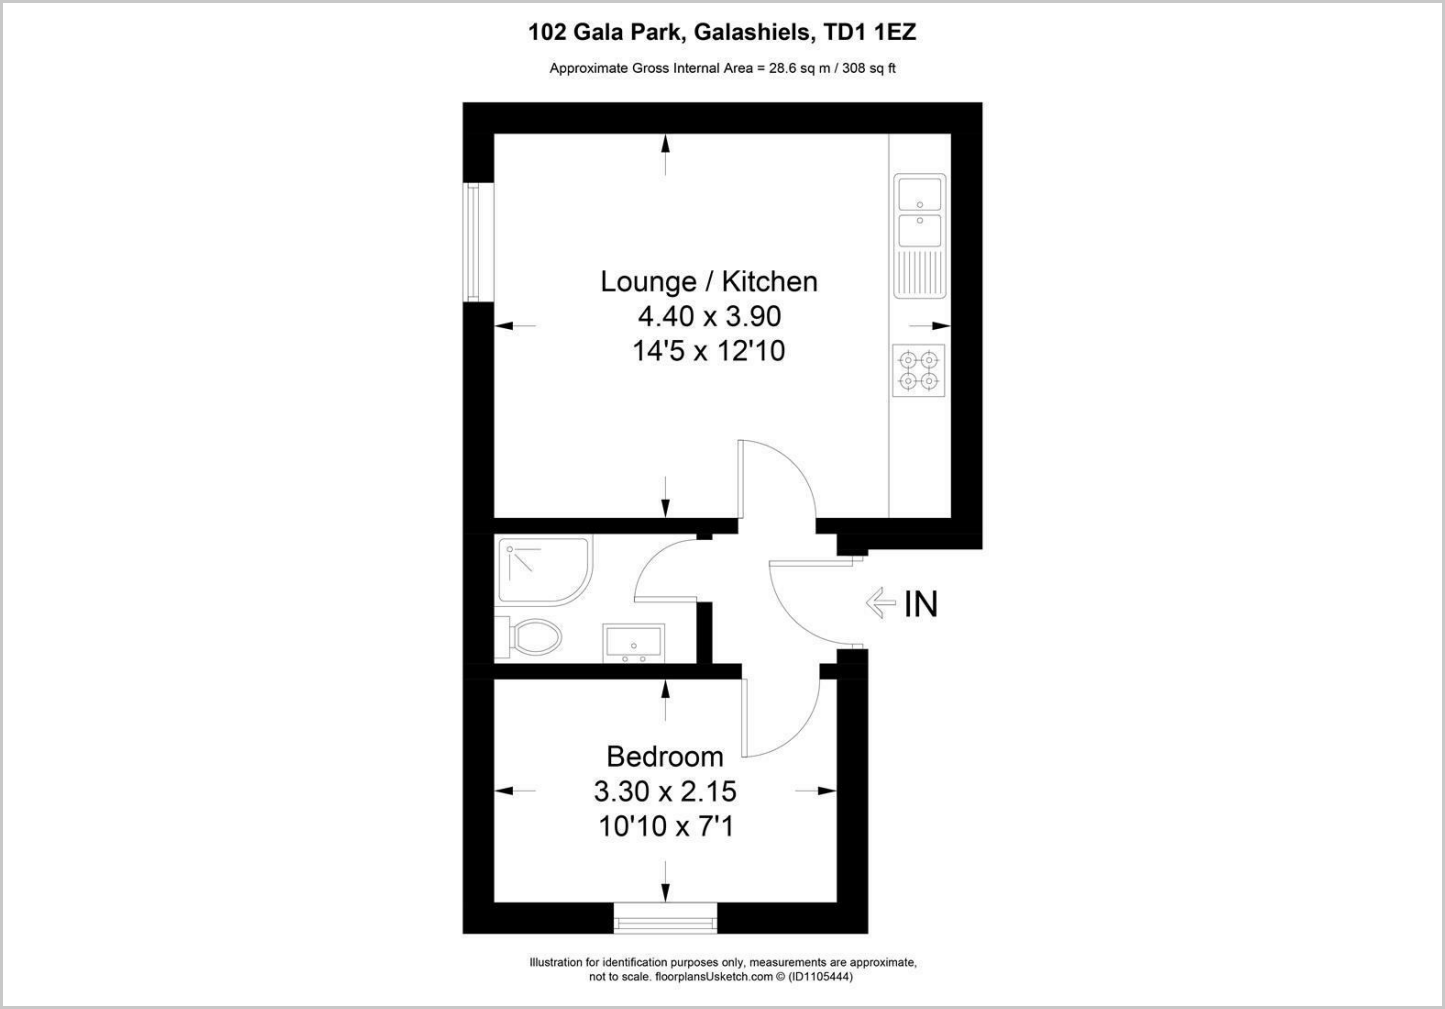 102 Gala Park, Galashiels, TD1 1EZ
Approximate Gross Internal Area = 28.6 sq m / 308 sq ft
Lounge / Kitchen
4.40 x 3.90
14'5 x 12'10
IN
Bedroom
3.30 x 2.15
10'10 x 7'1
Illustration for identification purposes only, measurements are approximate,
not to scale. floorplansUsketch.com © (ID1105444)